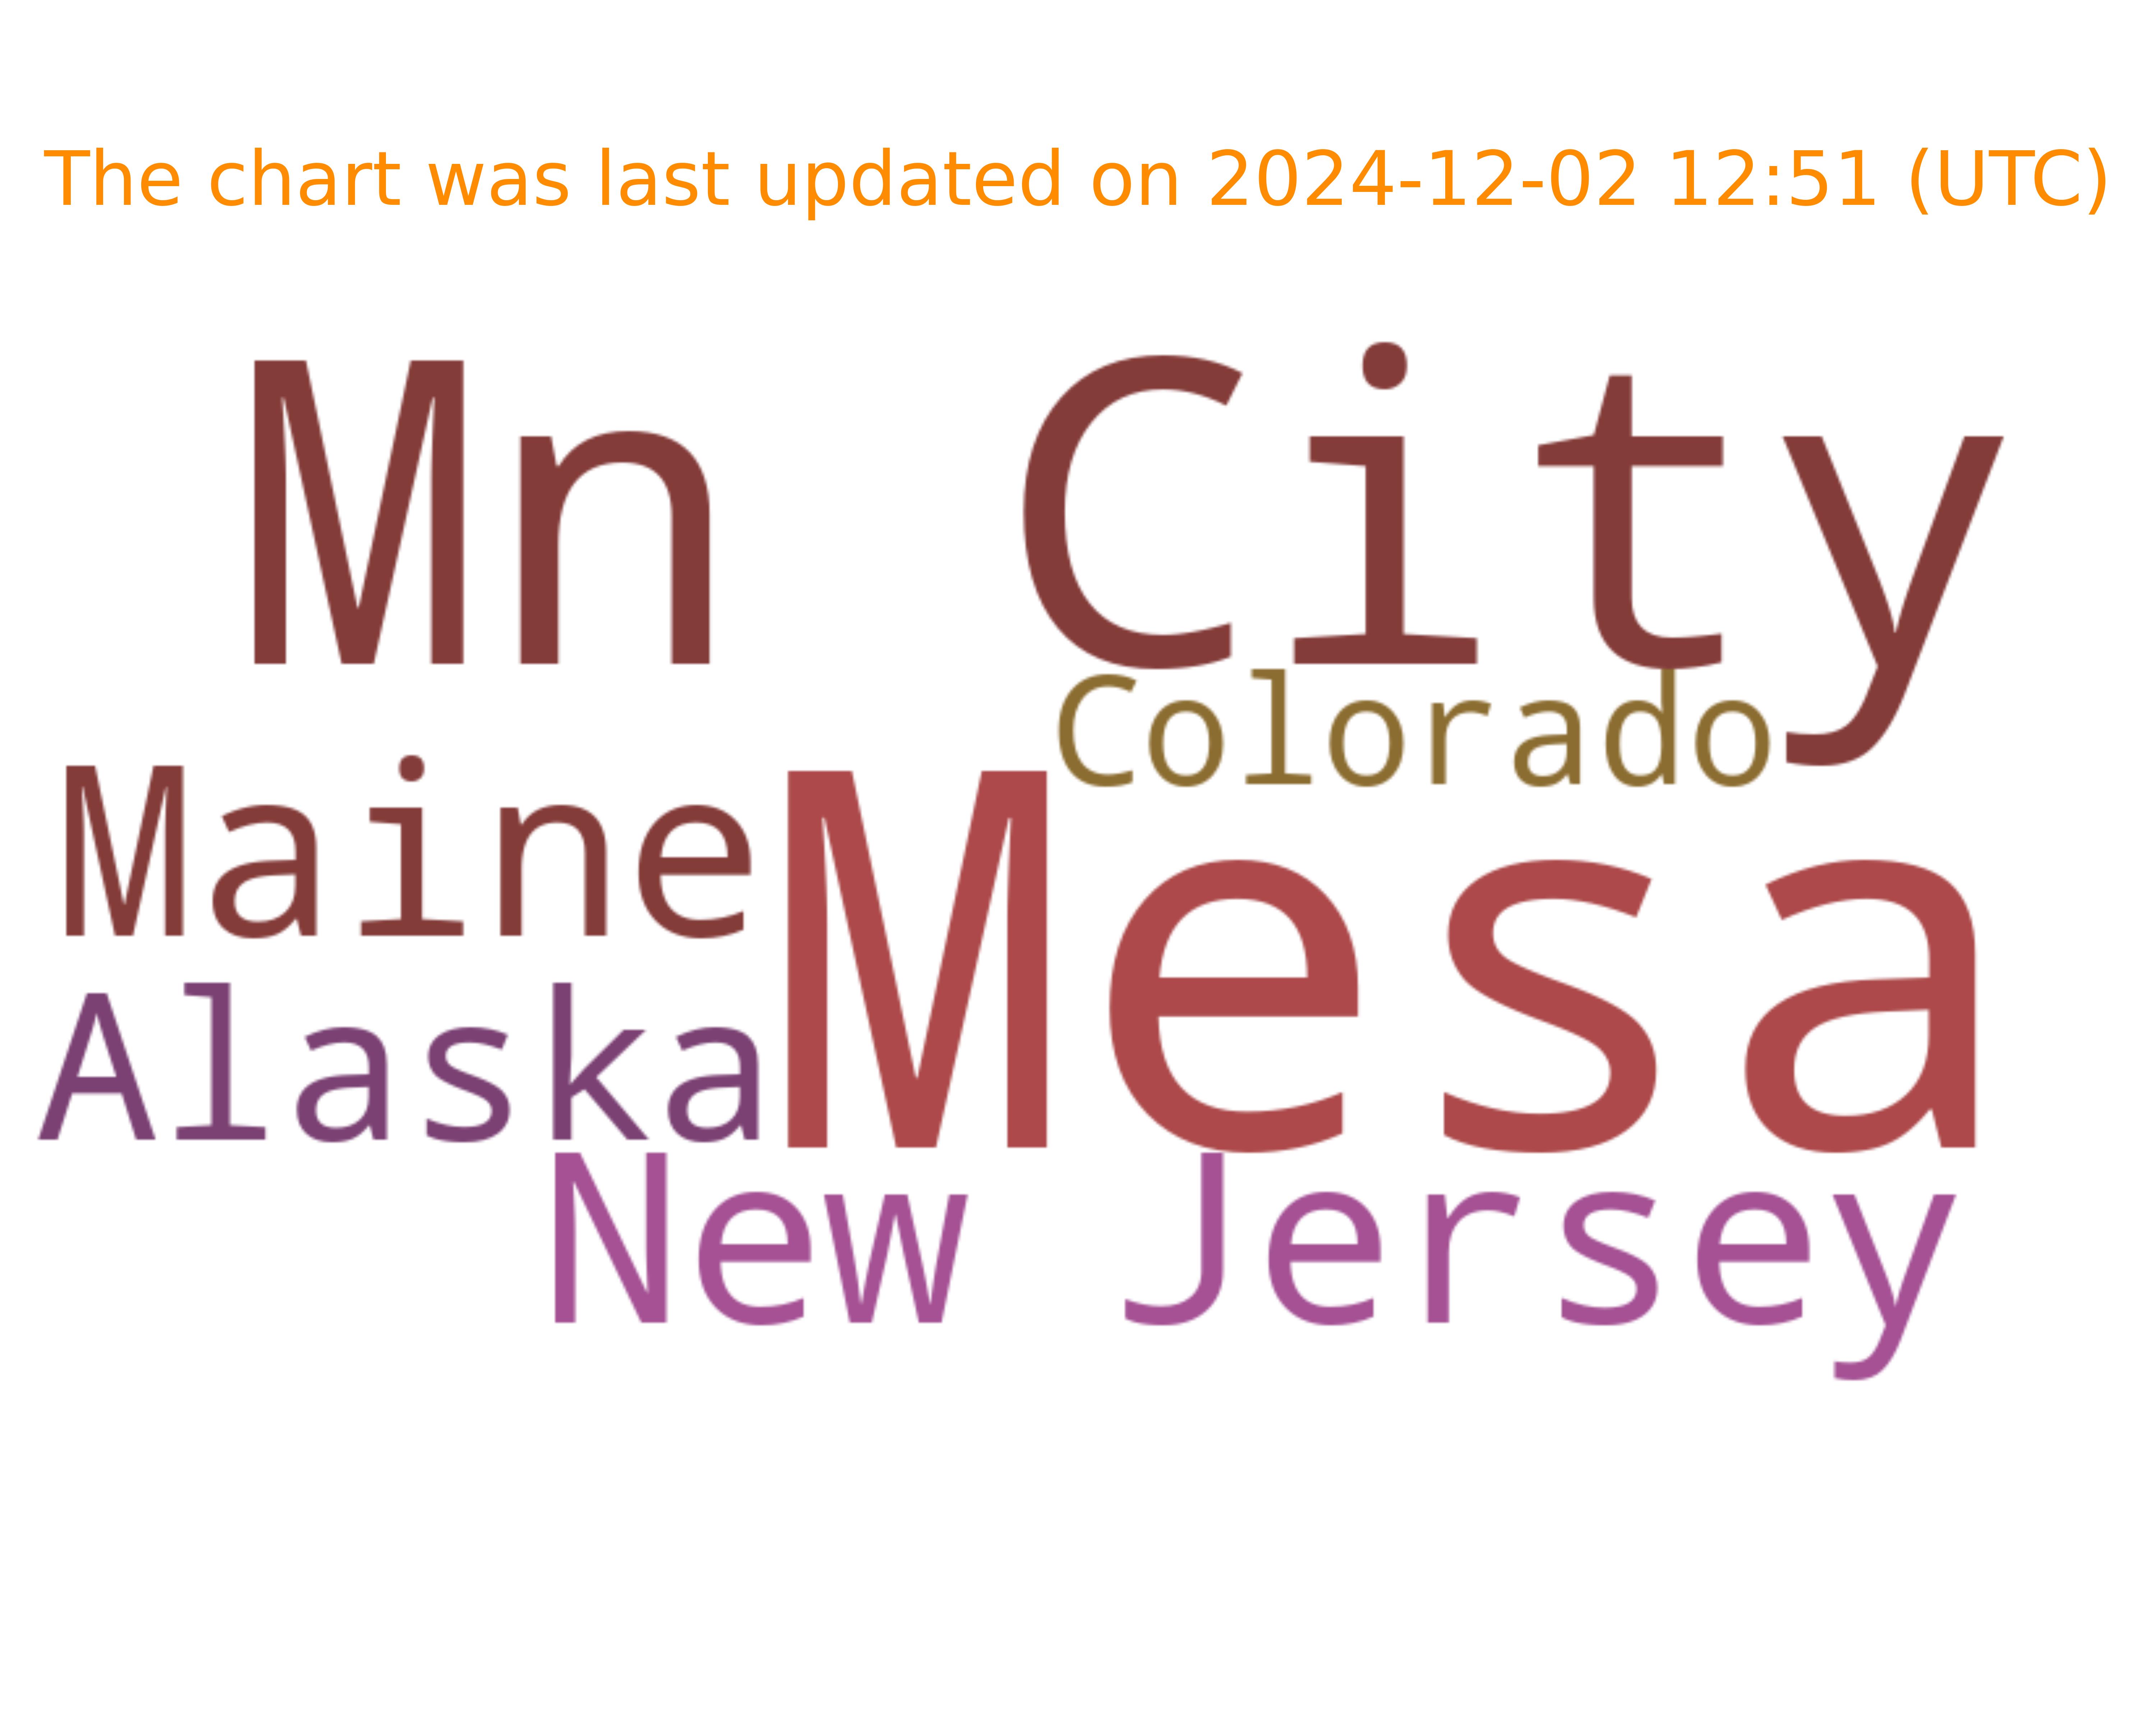 The chart was last updated on 2024-12-02 12:51 (UTC)
Mn City
Colorado
Maine
Mesa
Alaska
New Jersey